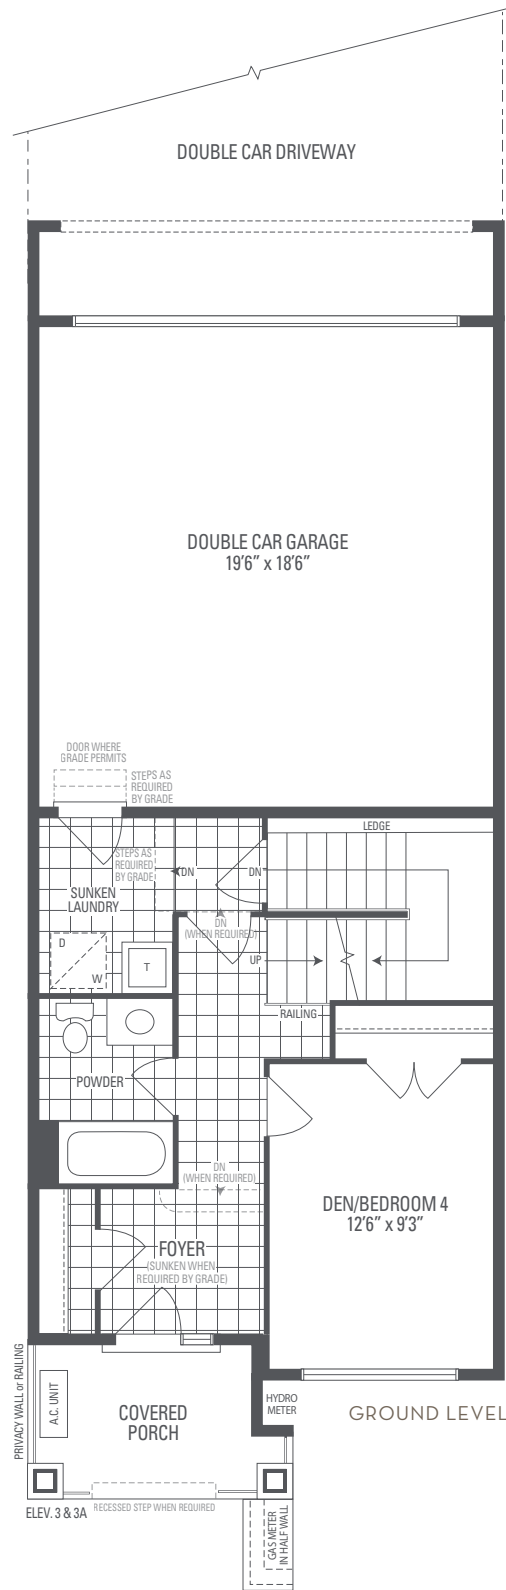 DOUBLE CAR DRIVEWAY
DOUBLE CAR GARAGE
19'6" x 18'6"
DOOR WHERE
GRADE PERMITS
STEPS AS
REQUIRED
BY GRADE
LEDGE
STEPS AS
REQUIRED
BY GRADE
DN
DN
SUNKEN
LAUNDRY
DN
(WHEN REQUIRED)
D
W
T
UP
RAILING
POWDER
DN
(WHEN REQUIRED)
DEN/BEDROOM 4
12'6" x 9'3"
FOYER
(SUNKEN WHEN
REQUIRED BY GRADE)
PRIVACY WALL or RAILING
A.C. UNIT
COVERED
PORCH
HYDRO
METER
GROUND LEVEL
ELEV. 3 & 3A
RECESSED STEP WHEN REQUIRED
GAS METER
IN HALF WALL